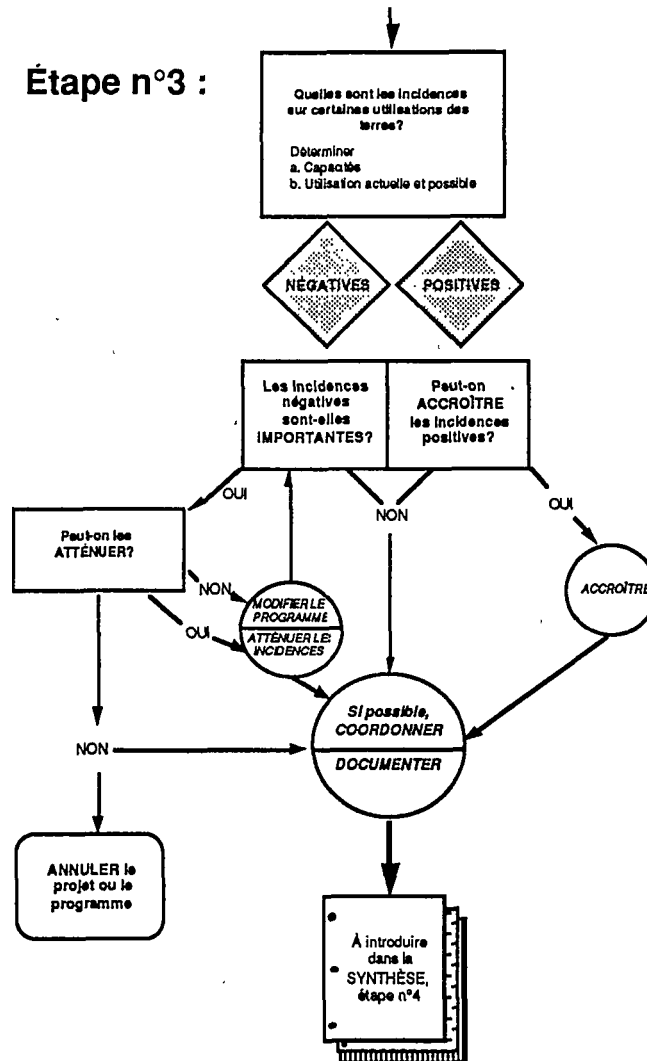 Étape n°3 :
Quelles sont les incidences
sur certaines utilisations des
terres?
Déterminer
a. Capacités
b. Utilisation actuelle et possible
NÉGATIVES
POSITIVES
Les incidences
négatives
sont-elles
IMPORTANTES?
Peut-on
ACCROÎTRE
les incidences
positives?
OUI
NON
OUI
Peut-on les
ATTÉNUER?
NON
OUI
MODIFIER LE
PROGRAMME
ATTÉNUER LES
INCIDENCES
ACCROÎTRE
Si possible,
COORDONNER
DOCUMENTER
NON
ANNULER le
projet ou le
programme
À introduire
dans la
SYNTHÈSE,
étape n°4